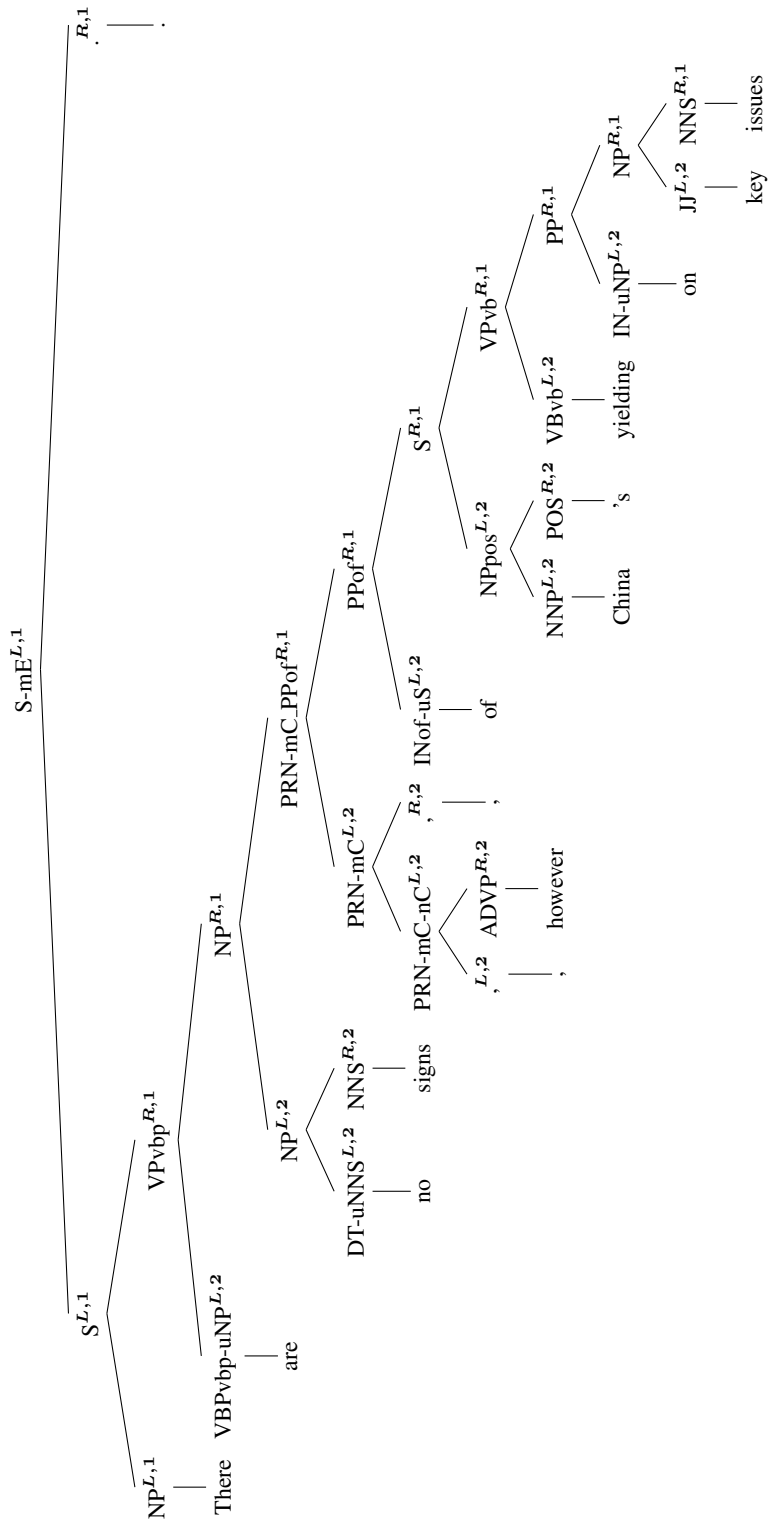 S-mE^{L,1}
S^{L,1} .^{R,1}
NP^{L,1} VPvbp^{R,1} .
There VBPvbp-uNP^{L,2} NP^{R,1}
are NP^{L,2} PRN-mC_PPof^{R,1}
DT-uNNS^{L,2} NNS^{R,2} PRN-mC^{L,2} PPof^{R,1}
no signs PRN-mC-nC^{L,2} ,^{R,2} INof-uS^{L,2} S^{R,1}
,^{L,2} ADVP^{R,2} , of NPpos^{L,2} VPvb^{R,1}
, however NNP^{L,2} POS^{R,2} VBvb^{L,2} PP^{R,1}
China 's yielding IN-uNP^{L,2} NP^{R,1}
on JJ^{L,2} NNS^{R,1}
key issues